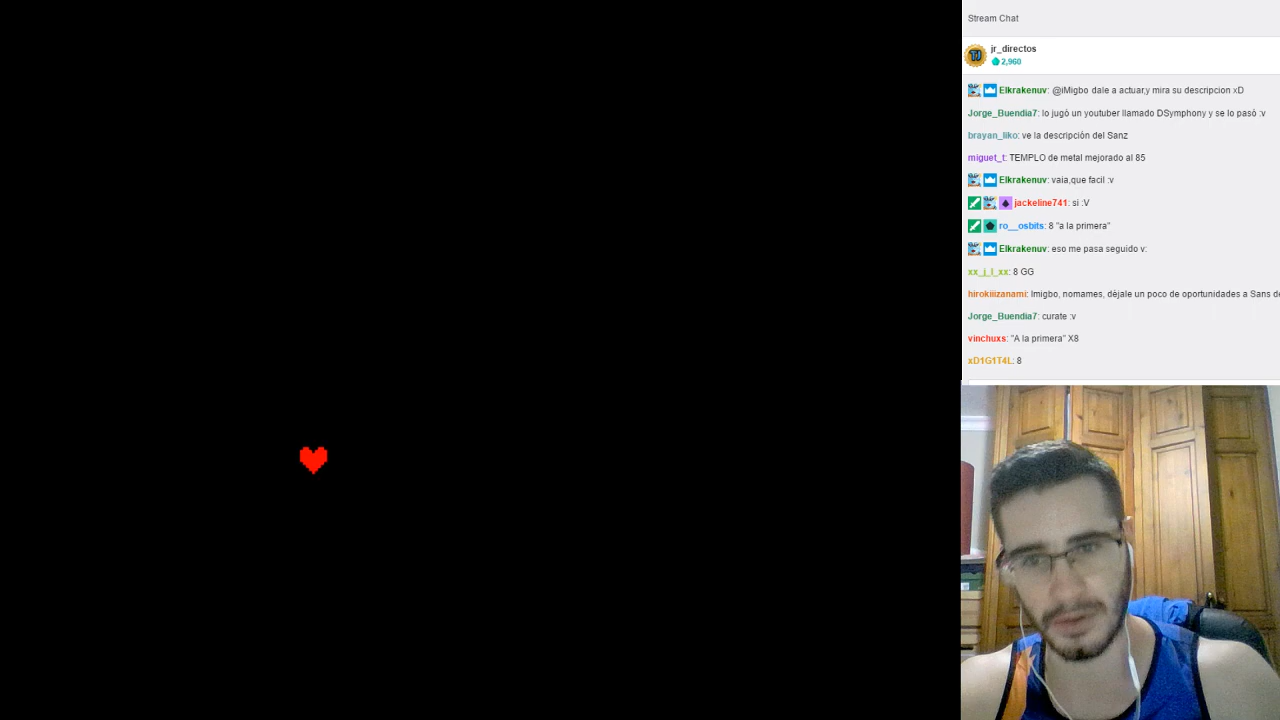 Stream Chat
jr_directos
2,960
Elkrakenuv: @iMigbo dale a actuar,y mira su descripcion xD
Jorge_Buendia7: lo jugó un youtuber llamado DSymphony y se lo pasó :v
brayan_liko: ve la descripción del Sanz
miguet_t: TEMPLO de metal mejorado al 85
Elkrakenuv: vaia,que facil :v
jackeline741: si :V
ro__osbits: 8 "a la primera"
Elkrakenuv: eso me pasa seguido v:
xx_j_l_xx: 8 GG
hirokiiizanami: Imigbo, nomames, déjale un poco de oportunidades a Sans de
Jorge_Buendia7: curate :v
vinchuxs: "A la primera" X8
xD1G1T4L: 8